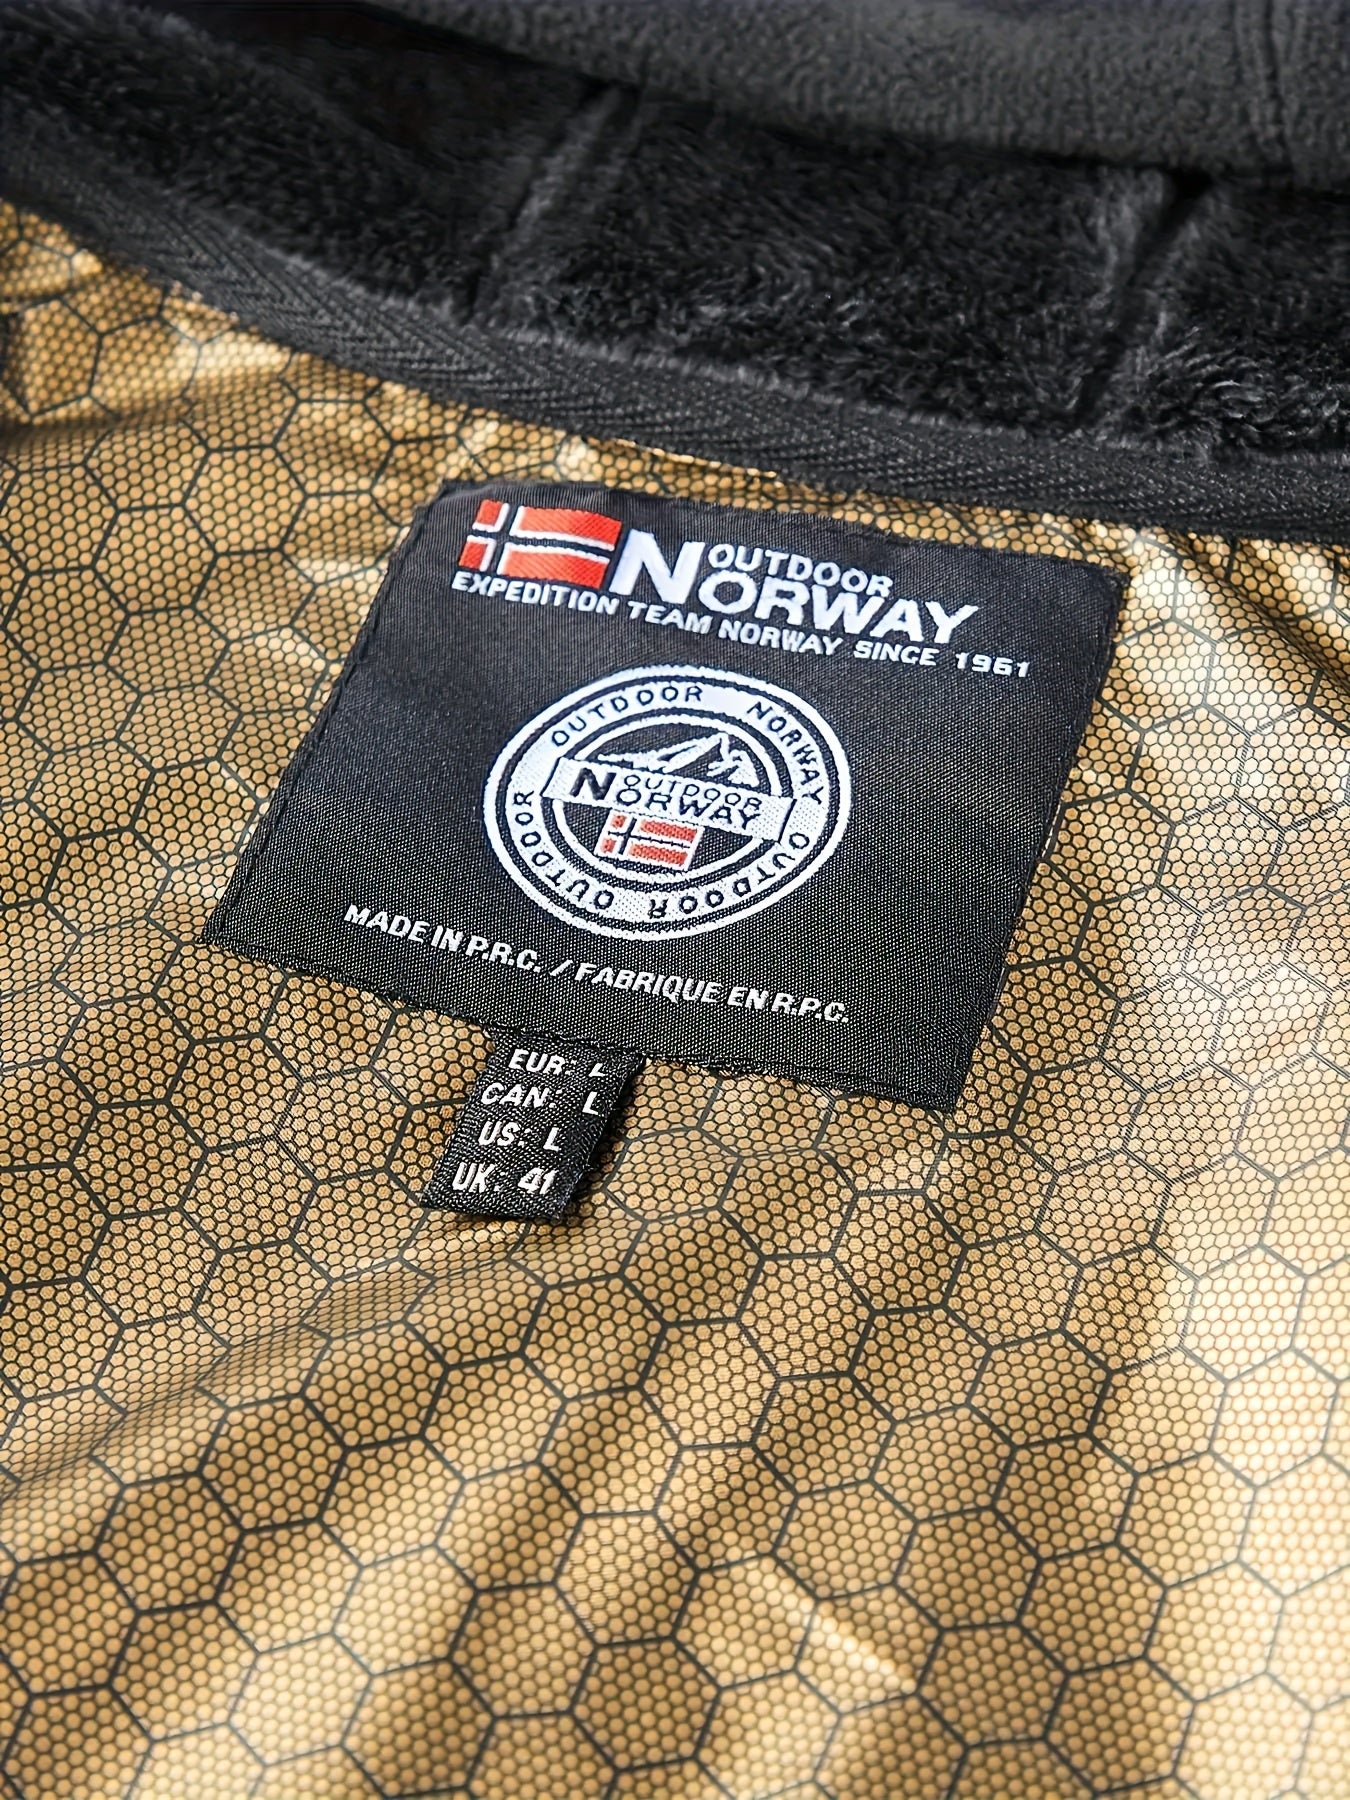 OUTDOOR
NORWAY
EXPEDITION TEAM NORWAY SINCE 1961
OUTDOOR NORWAY OUTDOOR OUTDOOR
OUTDOOR
NORWAY
MADE IN P.R.C. / FABRIQUE EN R.P.C.
EUR: L
CAN: L
US: L
UK: 41